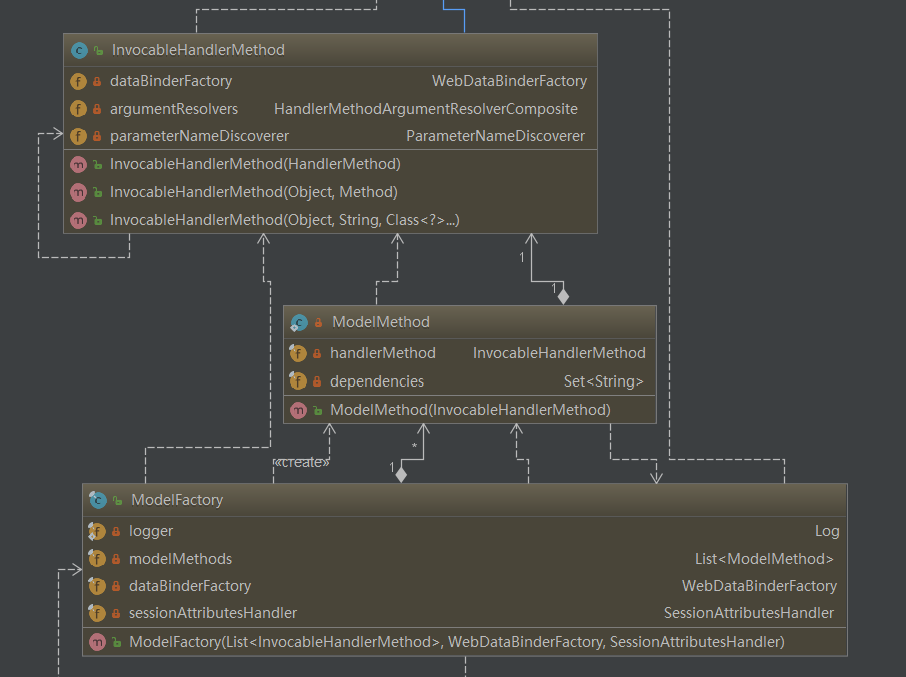 InvocableHandlerMethod
dataBinderFactory WebDataBinderFactory
argumentResolvers HandlerMethodArgumentResolverComposite
parameterNameDiscoverer ParameterNameDiscoverer
InvocableHandlerMethod(HandlerMethod)
InvocableHandlerMethod(Object, Method)
InvocableHandlerMethod(Object, String, Class<?>...)
1
1
ModelMethod
handlerMethod InvocableHandlerMethod
dependencies Set<String>
ModelMethod(InvocableHandlerMethod)
*
«create» 1
ModelFactory
logger Log
modelMethods List<ModelMethod>
dataBinderFactory WebDataBinderFactory
sessionAttributesHandler SessionAttributesHandler
ModelFactory(List<InvocableHandlerMethod>, WebDataBinderFactory, SessionAttributesHandler)